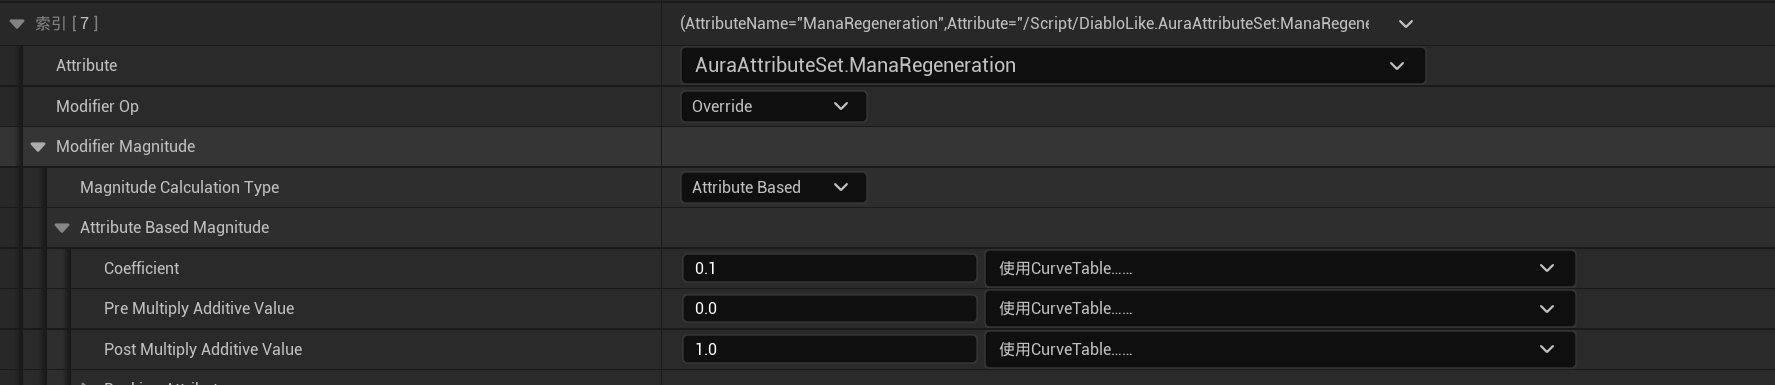 索引 [ 7 ] (AttributeName="ManaRegeneration",Attribute="/Script/DiabloLike.AuraAttributeSet:ManaRegene
Attribute AuraAttributeSet.ManaRegeneration
Modifier Op Override
Modifier Magnitude
Magnitude Calculation Type Attribute Based
Attribute Based Magnitude
Coefficient 0.1 使用CurveTable......
Pre Multiply Additive Value 0.0 使用CurveTable......
Post Multiply Additive Value 1.0 使用CurveTable......